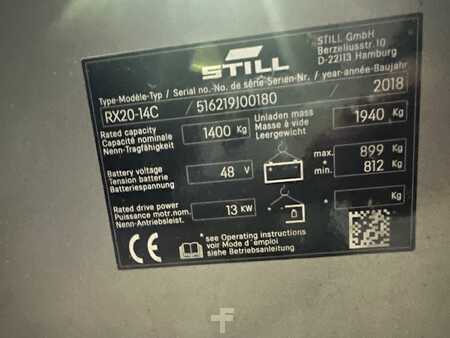 STILL
STILL GmbH
Berzeliusstr.10
D-22113 Hamburg
Type-Modèle-Typ / Serial no.-No. de série-Serien-Nr. / year-année-Baujahr
RX20-14C / 516219J00180 / 2018
Rated capacity
Capacité nominale
Nenn-Tragfähigkeit
1400 Kg
Unladen mass
Masse à vide
Leergewicht
1940 Kg
Battery voltage
Tension batterie
Batteriespannung
48 V
max. 899 Kg
* min. 812 Kg
Rated drive power
Puissance motr.nom.
Nenn-Antriebsleist.
13 KW
Kg
CE
*see Operating instructions
voir Mode d'emploi
siehe Betriebsanleitung